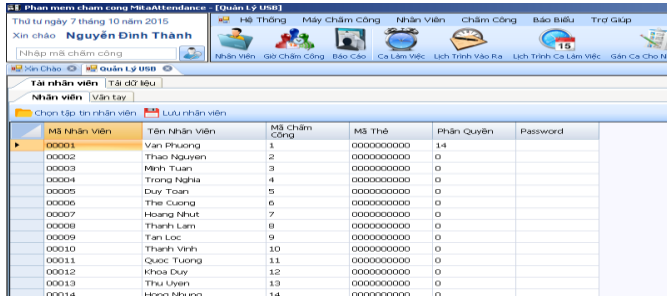 Phan mem cham cong MitaAttendance - [Quản Lý USB]
Thứ tư ngày 7 tháng 10 năm 2015
Hệ Thống Máy Chấm Công Nhân Viên Chấm Công Báo Biểu Trợ Giúp
Xin chào Nguyễn Đình Thành
Nhập mã chấm công
Nhân Viên Giờ Chấm Công Báo Cáo Ca Làm Việc Lịch Trình Vào Ra Lịch Trình Ca Làm Việc Gán Ca Cho N
Xin Chào Quản Lý USB
Tải nhân viên Tải dữ liệu
Nhân viên Vân tay
Chọn tập tin nhân viên Lưu nhân viên
Mã Nhân Viên Tên Nhân Viên Mã Chấm Công Mã Thẻ Phân Quyền Password
00001 Van Phuong 1 0000000000 14
00002 Thao Nguyen 2 0000000000 0
00003 Minh Tuan 3 0000000000 0
00004 Trong Nghia 4 0000000000 0
00005 Duy Toan 5 0000000000 0
00006 The Cuong 6 0000000000 0
00007 Hoang Nhut 7 0000000000 0
00008 Thanh Lam 8 0000000000 0
00009 Tan Loc 9 0000000000 0
00010 Thanh Vinh 10 0000000000 0
00011 Quoc Tuong 11 0000000000 0
00012 Khoa Duy 12 0000000000 0
00013 Thu Uyen 13 0000000000 0
00014 Hong Nhung 14 0000000000 0